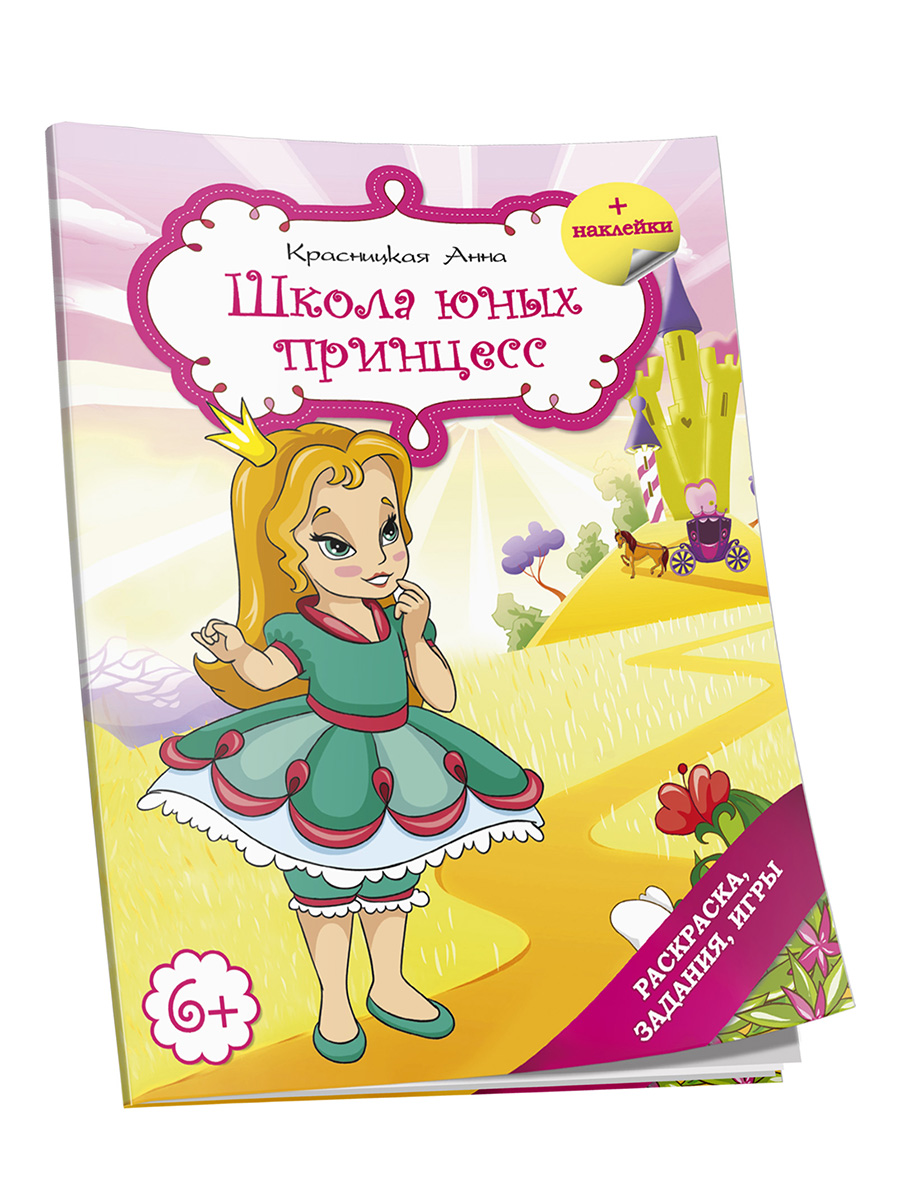 Красницкая Анна
Школа юных
принцесс
+
наклейки
Раскраска,
задания, игры
6+